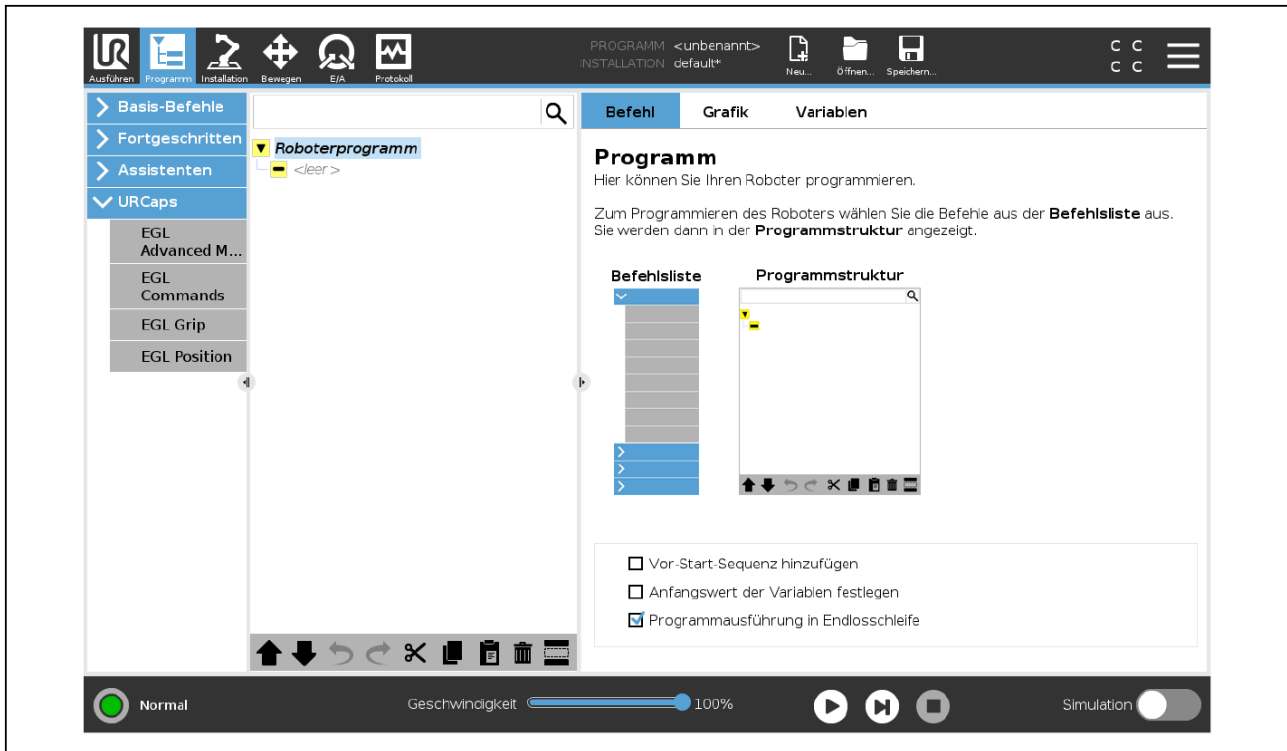 UR
Ausführen
Programm
Installation
Bewegen
E/A
Protokoll
PROGRAMM <unbenannt>
INSTALLATION default*
Neu...
Öffnen...
Speichern...
C C
C C
Basis-Befehle
Fortgeschritten
Assistenten
URCaps
EGL
Advanced M...
EGL
Commands
EGL Grip
EGL Position
Roboterprogramm
<leer>
Befehl
Grafik
Variablen
Programm
Hier können Sie Ihren Roboter programmieren.
Zum Programmieren des Roboters wählen Sie die Befehle aus der Befehlsliste aus.
Sie werden dann in der Programmstruktur angezeigt.
Befehlsliste
Programmstruktur
Vor-Start-Sequenz hinzufügen
Anfangswert der Variablen festlegen
Programmausführung in Endlosschleife
Normal
Geschwindigkeit
100%
Simulation